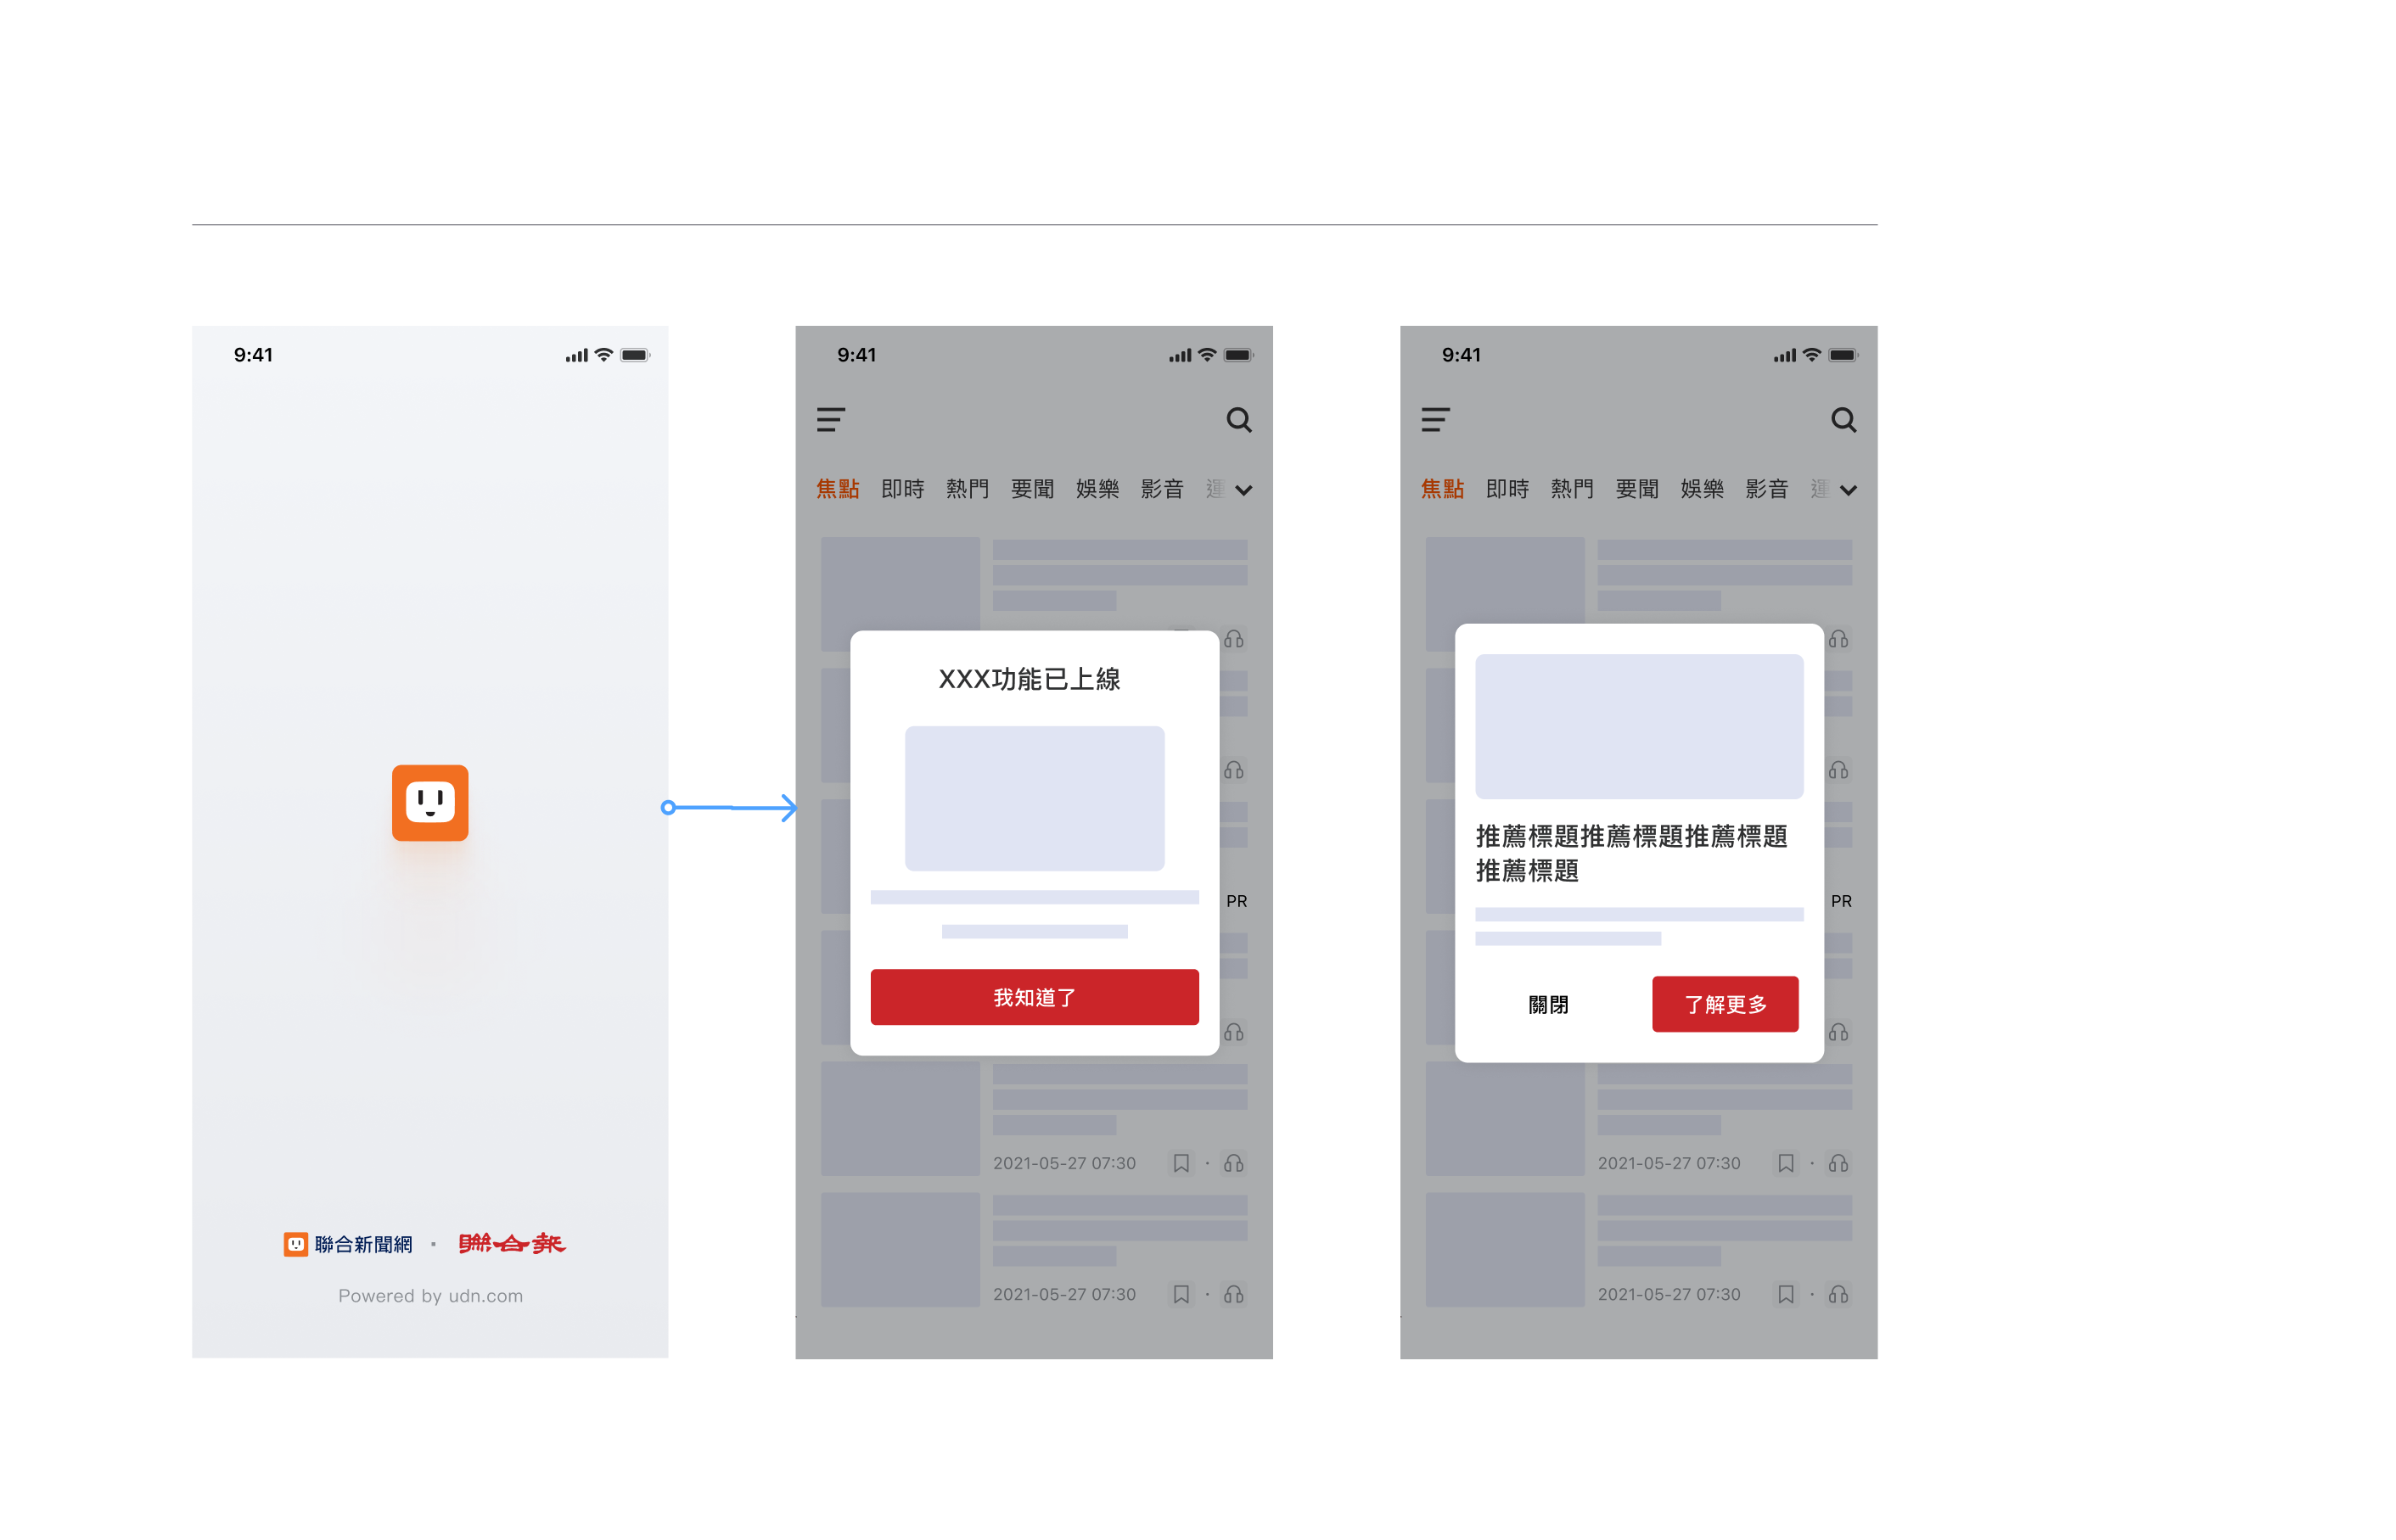 9:41
聯合新聞網 · 聯合報
Powered by udn.com
9:41
焦點 即時 熱門 要聞 娛樂 影音 運
XXX功能已上線
PR
我知道了
2021-05-27 07:30
2021-05-27 07:30
9:41
焦點 即時 熱門 要聞 娛樂 影音 運
推薦標題推薦標題推薦標題
推薦標題
PR
關閉 了解更多
2021-05-27 07:30
2021-05-27 07:30